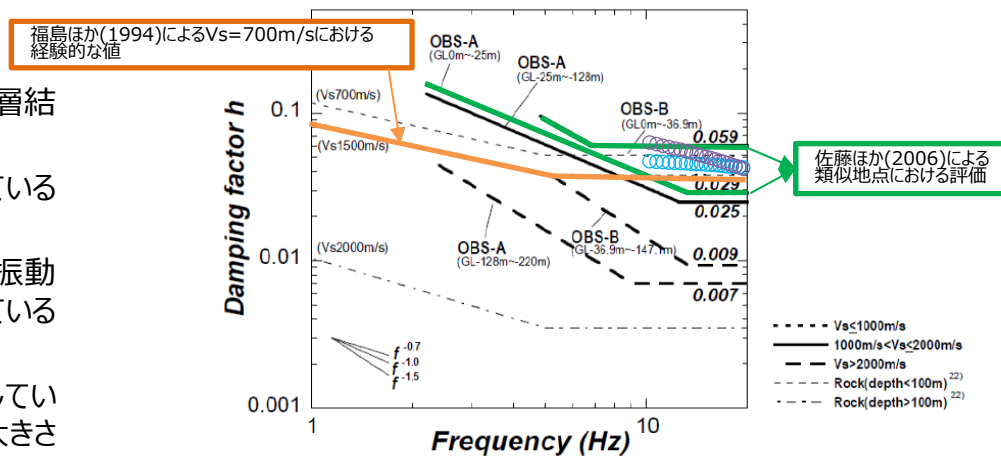 福島ほか(1994)によるVs=700m/sにおける
経験的な値
層結
ている
振動
ている
してい
大きさ
Damping factor h
0.1
0.01
0.001
(Vs700m/s)
(Vs1500m/s)
(Vs2000m/s)
OBS-A
(GL0m~-25m)
OBS-A
(GL-25m~-128m)
OBS-B
(GL0m~-36.9m)
OBS-A
(GL-128m~-220m)
OBS-B
(GL-36.9m~-147.1m)
0.059
0.029
0.025
0.009
0.007
佐藤ほか(2006)による
類似地点における評価
f -0.7
f -1.0
f -1.5
Vs≤1000m/s
1000m/s<Vs≤2000m/s
Vs>2000m/s
Rock(depth<100m) 22)
Rock(depth>100m) 22)
1
10
Frequency (Hz)